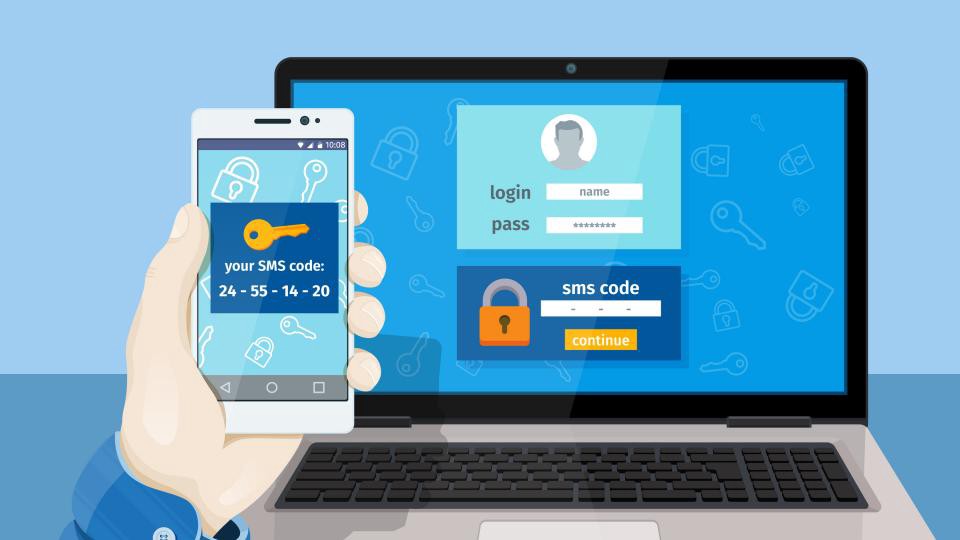 10:08
your SMS code:
24 - 55 - 14 - 20
login
name
pass
********
sms code
- - -
continue